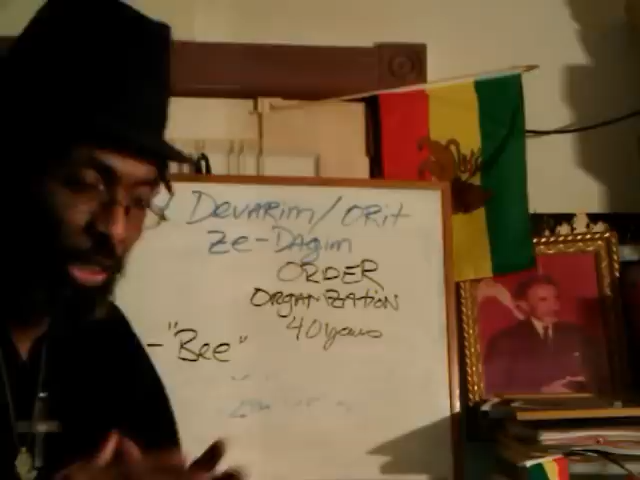 Devarim/Orit
Ze-Dagim
ORDER
ORGANIZATION
40 years
-"Bee"